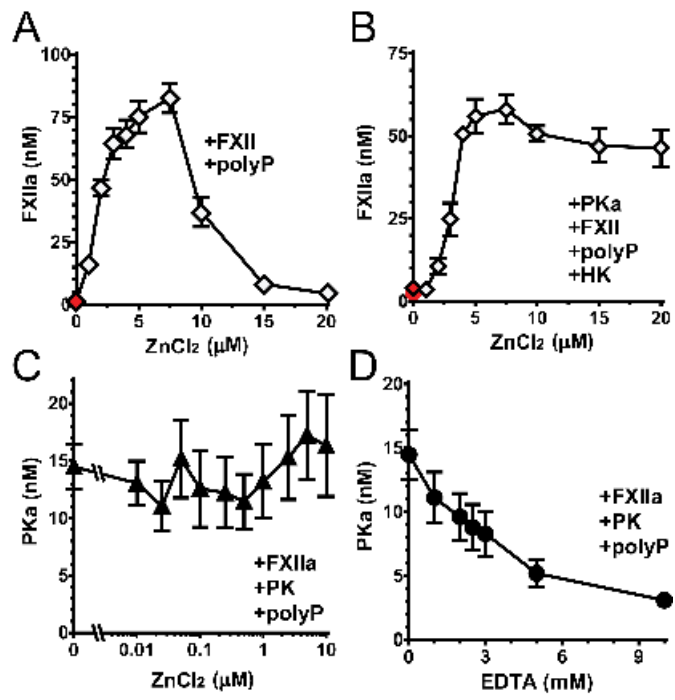 A
FXIIa (nM)
100
75
50
25
0
0
5
10
15
20
ZnCl₂ (µM)
+FXII
+polyP
B
FXIIa (nM)
75
50
25
0
0
5
10
15
20
ZnCl₂ (µM)
+PKa
+FXII
+polyP
+HK
C
PKa (nM)
20
15
10
5
0
0
0.01
0.1
1
10
ZnCl₂ (µM)
+FXIIa
+PK
+polyP
D
PKa (nM)
20
15
10
5
0
0
3
6
9
EDTA (mM)
+FXIIa
+PK
+polyP